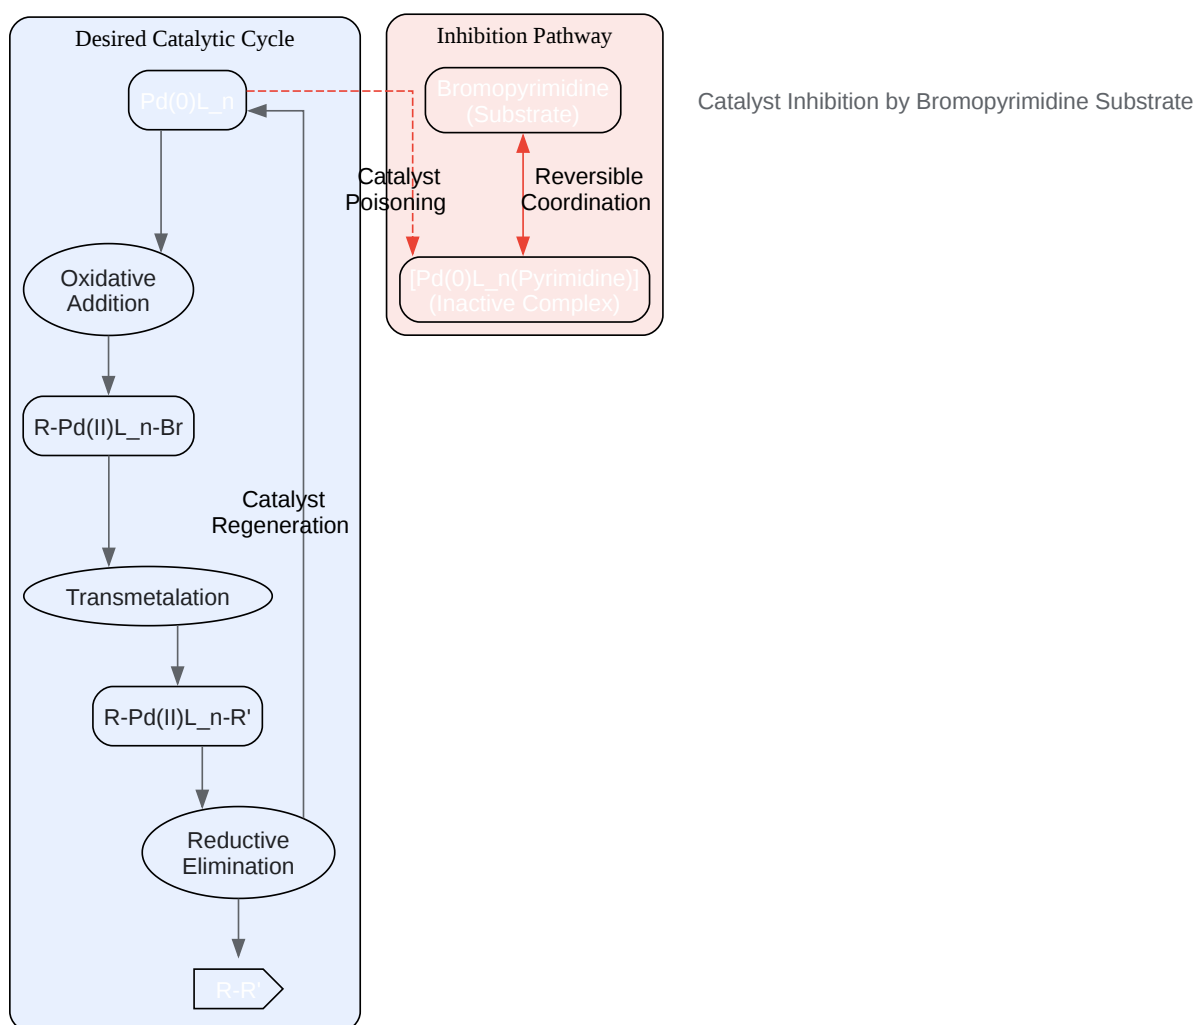 Desired Catalytic Cycle
Pd(0)L_n
Oxidative
Addition
R-Pd(II)L_n-Br
Catalyst
Regeneration
Transmetalation
R-Pd(II)L_n-R'
Reductive
Elimination
R-R'
Inhibition Pathway
Bromopyrimidine
(Substrate)
Catalyst
Poisoning
Reversible
Coordination
[Pd(0)L_n(Pyrimidine)]
(Inactive Complex)
Catalyst Inhibition by Bromopyrimidine Substrate